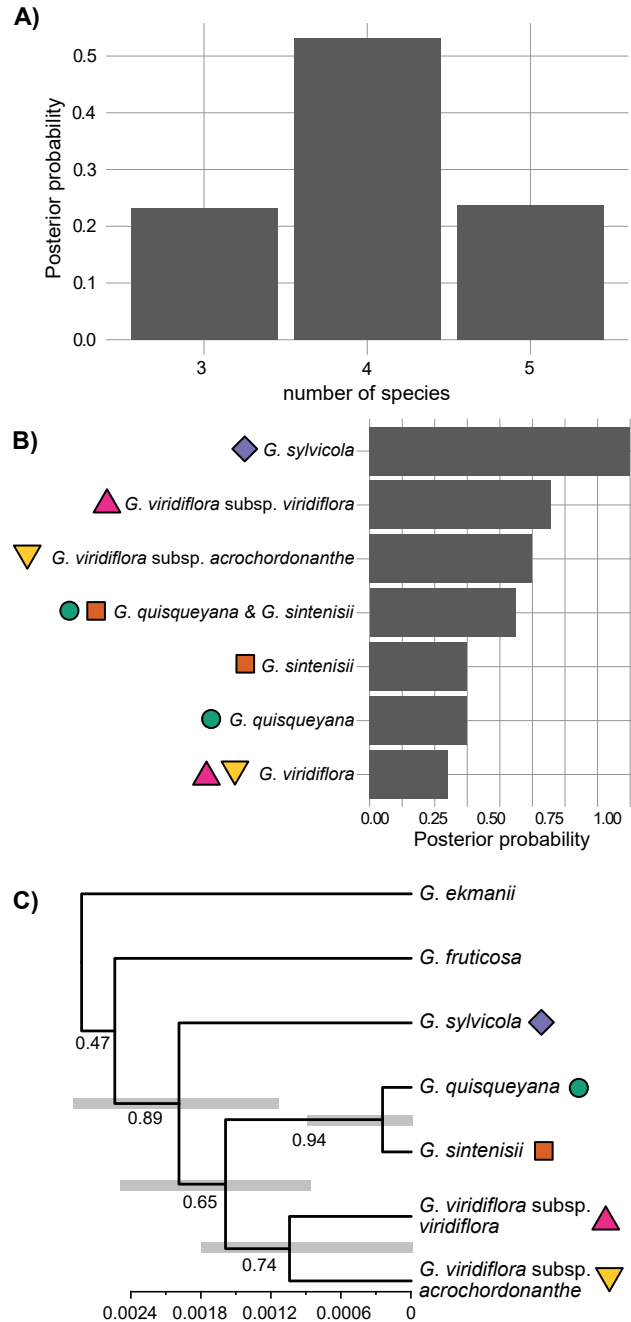 A)
Posterior probability
0.5
0.4
0.3
0.2
0.1
0.0
3 4 5
number of species
B)
G. sylvicola
G. viridiflora subsp. viridiflora
G. viridiflora subsp. acrochordonanthe
G. quisqueyana & G. sintenisii
G. sintenisii
G. quisqueyana
G. viridiflora
0.00 0.25 0.50 0.75 1.00
Posterior probability
C)
G. ekmanii
G. fruticosa
0.47
G. sylvicola
G. quisqueyana
0.89
0.94
G. sintenisii
0.65
G. viridiflora subsp.
viridiflora
0.74
G. viridiflora subsp.
acrochordonanthe
0.0024 0.0018 0.0012 0.0006 0